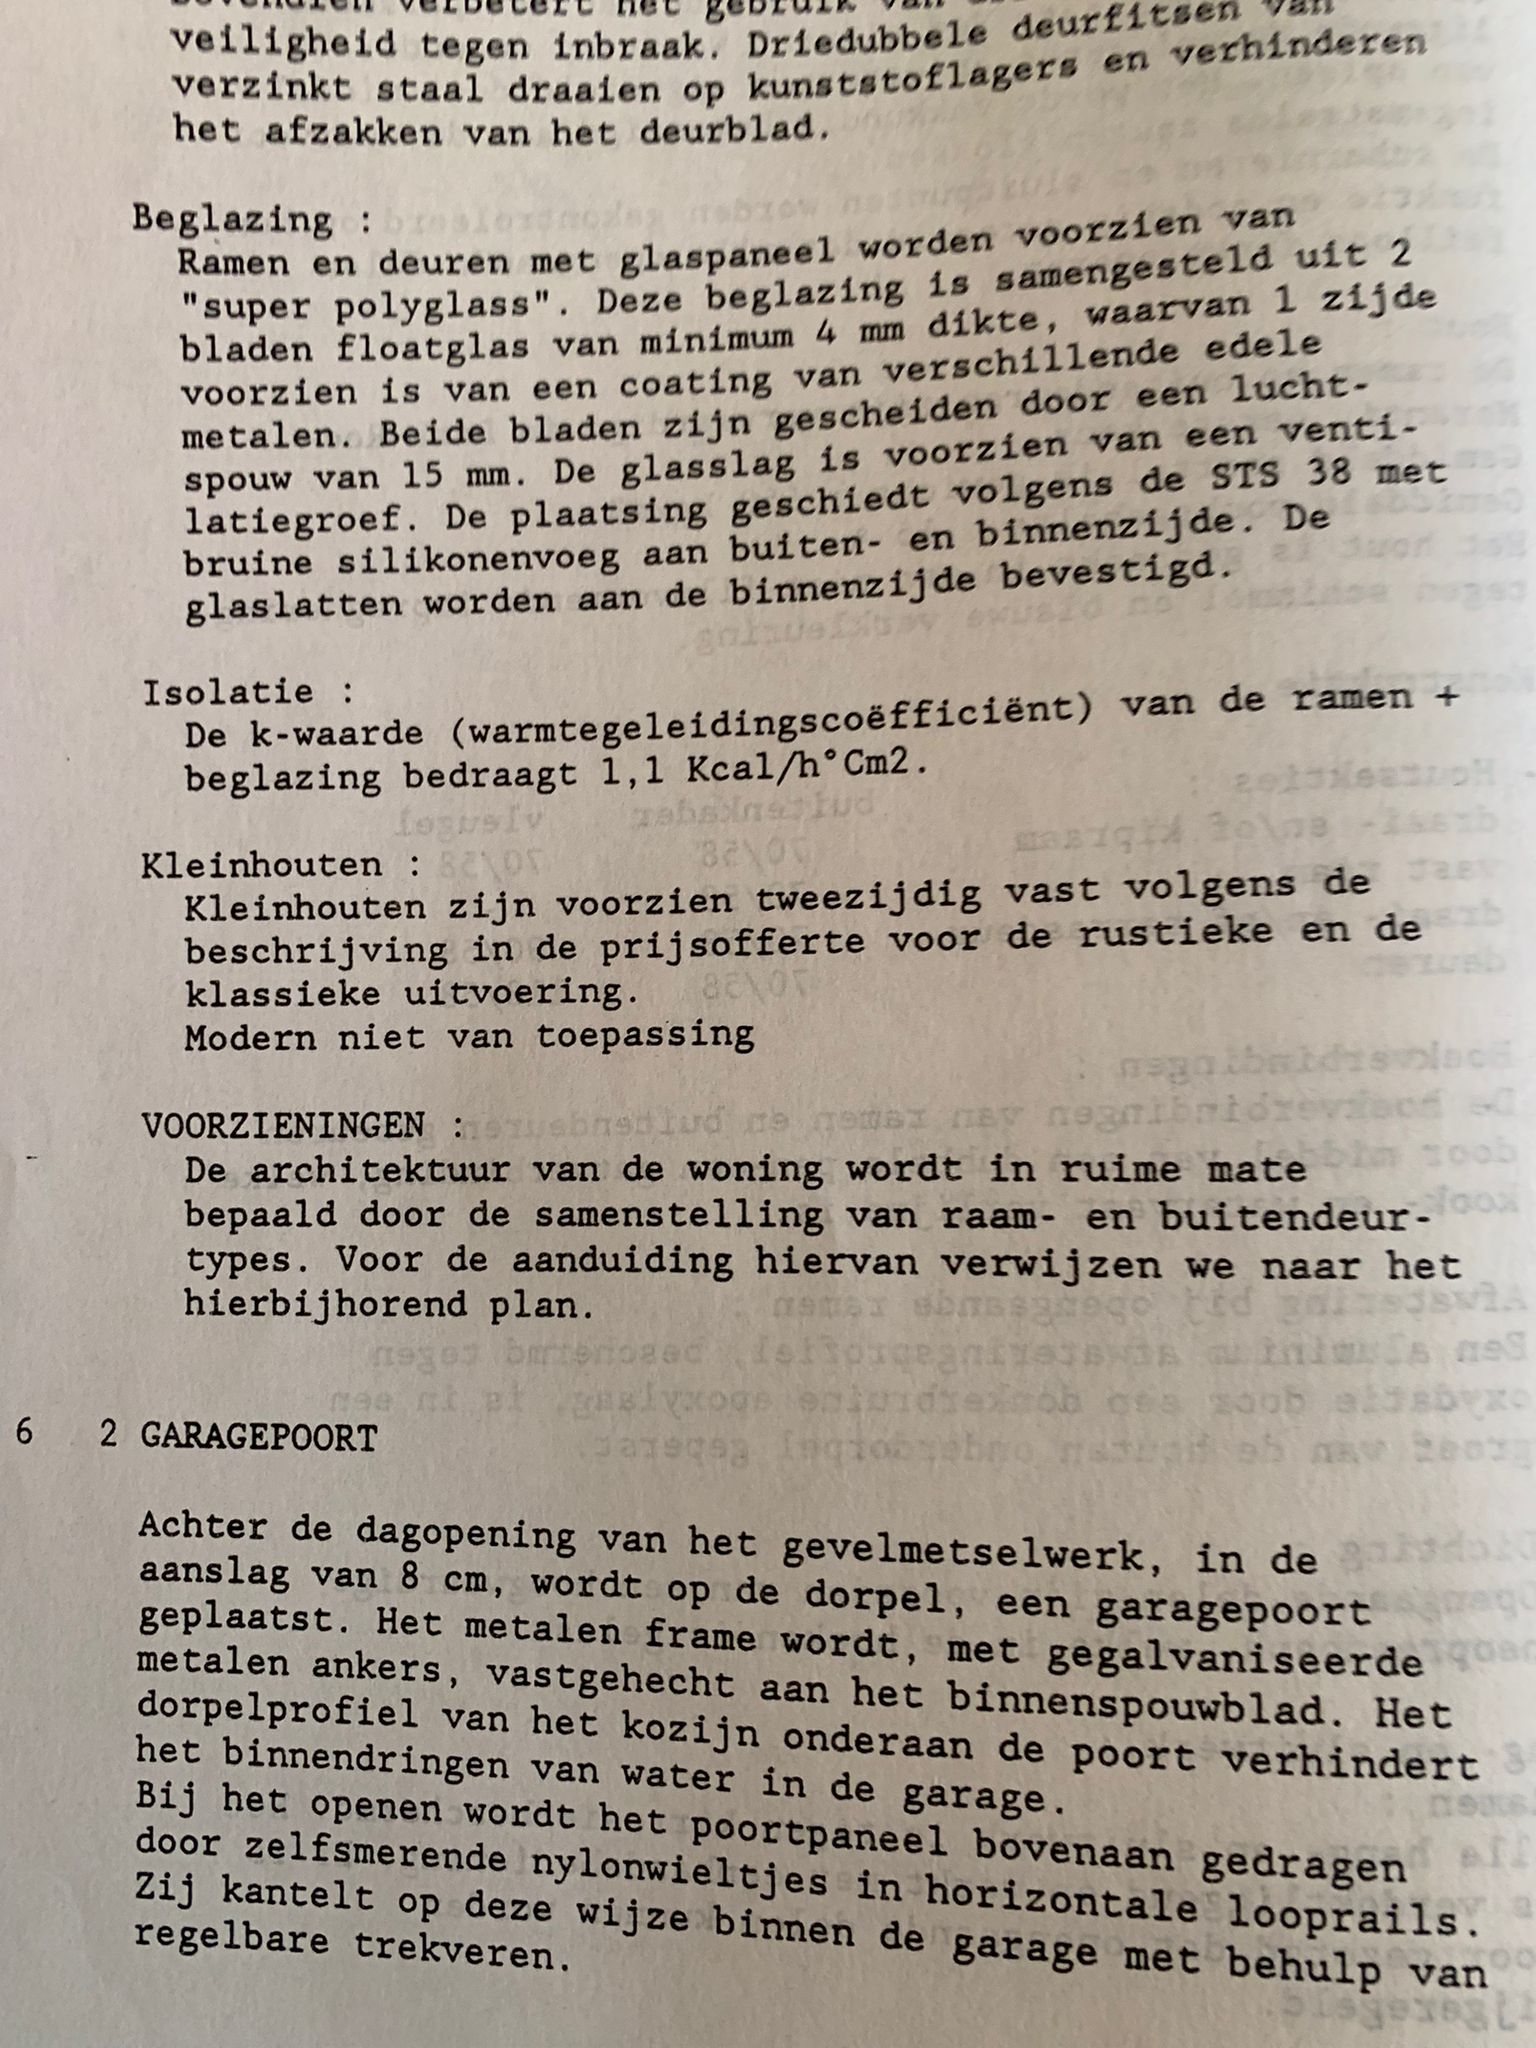 veiligheid tegen inbraak. Driedubbele deurfitsen van
verzinkt staal draaien op kunststoflagers en verhinderen
het afzakken van het deurblad.
Beglazing :
Ramen en deuren met glaspaneel worden voorzien van
"super polyglass". Deze beglazing is samengesteld uit 2
bladen floatglas van minimum 4 mm dikte, waarvan 1 zijde
voorzien is van een coating van verschillende edele
metalen. Beide bladen zijn gescheiden door een lucht-
spouw van 15 mm. De glasslag is voorzien van een venti-
latiegroef. De plaatsing geschiedt volgens de STS 38 met
bruine silikonenvoeg aan buiten- en binnenzijde. De
glaslatten worden aan de binnenzijde bevestigd.
Isolatie :
De k-waarde (warmtegeleidingscoëfficiënt) van de ramen +
beglazing bedraagt 1,1 Kcal/h°Cm2.
Kleinhouten :
Kleinhouten zijn voorzien tweezijdig vast volgens de
beschrijving in de prijsofferte voor de rustieke en de
klassieke uitvoering.
Modern niet van toepassing
VOORZIENINGEN :
De architektuur van de woning wordt in ruime mate
bepaald door de samenstelling van raam- en buitendeur-
types. Voor de aanduiding hiervan verwijzen we naar het
hierbijhorend plan.
6 2 GARAGEPOORT
Achter de dagopening van het gevelmetselwerk, in de
aanslag van 8 cm, wordt op de dorpel, een garagepoort
geplaatst. Het metalen frame wordt, met gegalvaniseerde
metalen ankers, vastgehecht aan het binnenspouwblad. Het
dorpelprofiel van het kozijn onderaan de poort verhindert
het binnendringen van water in de garage.
Bij het openen wordt het poortpaneel bovenaan gedragen
door zelfsmerende nylonwieltjes in horizontale looprails.
Zij kantelt op deze wijze binnen de garage met behulp van
regelbare trekveren.